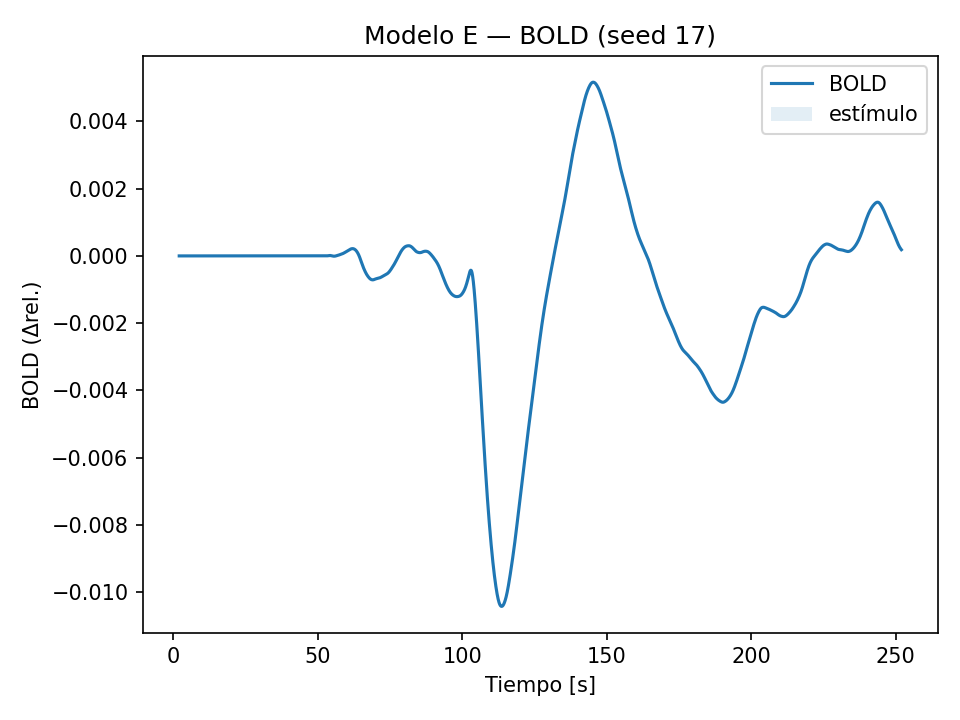 Modelo E — BOLD (seed 17)
BOLD
estímulo
BOLD (Δrel.)
0.004
0.002
0.000
−0.002
−0.004
−0.006
−0.008
−0.010
0 50 100 150 200 250
Tiempo [s]